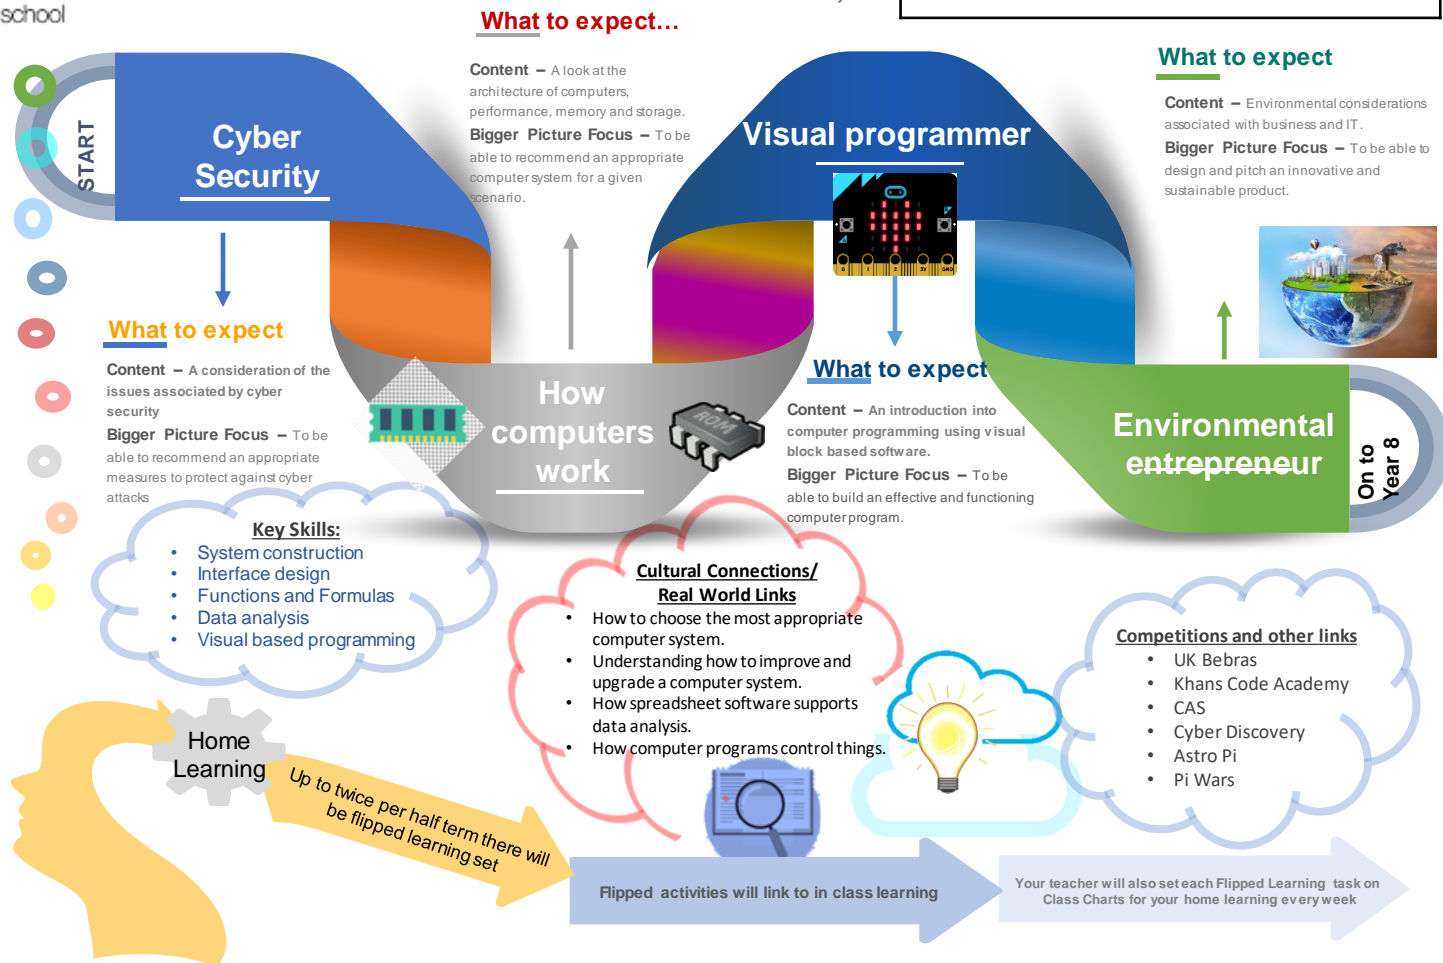 school
What to expect...
Content – A look at the
architecture of computers,
performance, memory and storage.
Bigger Picture Focus – To be
able to recommend an appropriate
computer system for a given
scenario.
What to expect
Content – Environmental considerations
associated with business and IT.
Bigger Picture Focus – To be able to
design and pitch an innovative and
sustainable product.
START
Cyber
Security
Visual programmer
0 1 2 3V GND
What to expect
Content – A consideration of the
issues associated by cyber
security
Bigger Picture Focus – To be
able to recommend an appropriate
measures to protect against cyber
attacks
How
computers
work
ROM
What to expect
Content – An introduction into
computer programming using visual
block based software.
Bigger Picture Focus – To be
able to build an effective and functioning
computer program.
Environmental
entrepreneur
On to
Year 8
Key Skills:
• System construction
• Interface design
• Functions and Formulas
• Data analysis
• Visual based programming
Cultural Connections/
Real World Links
• How to choose the most appropriate
computer system.
• Understanding how to improve and
upgrade a computer system.
• How spreadsheet software supports
data analysis.
• How computer programs control things.
Competitions and other links
• UK Bebras
• Khans Code Academy
• CAS
• Cyber Discovery
• Astro Pi
• Pi Wars
Home
Learning
Up to twice per half term there will
be flipped learning set
Flipped activities will link to in class learning
Your teacher will also set each Flipped Learning task on
Class Charts for your home learning every week